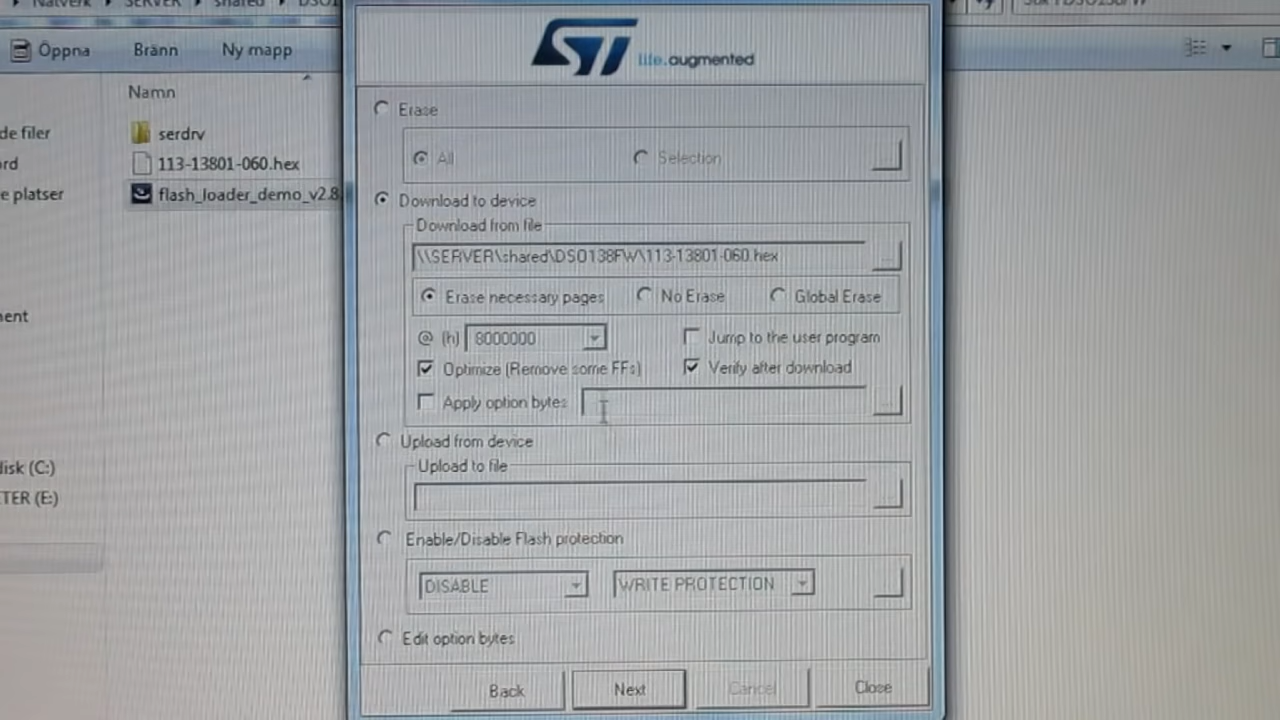 Nätverk SERVER shared
Öppna Bränn Ny mapp
Namn
de filer
serdrv
113-13801-060.hex
e platser
flash_loader_demo_v2.8
disk (C:)
TER (E:)
ST life.augmented
Erase
All Selection
Download to device
Download from file
\\SERVER\shared\DSO138FW\113-13801-060.hex
...
Erase necessary pages No Erase Global Erase
@ (h) 8000000 Jump to the user program
Optimize (Remove some FFs) Verify after download
Apply option bytes ...
Upload from device
Upload to file
...
Enable/Disable Flash protection
DISABLE WRITE PROTECTION
Edit option bytes
Back Next Cancel Close